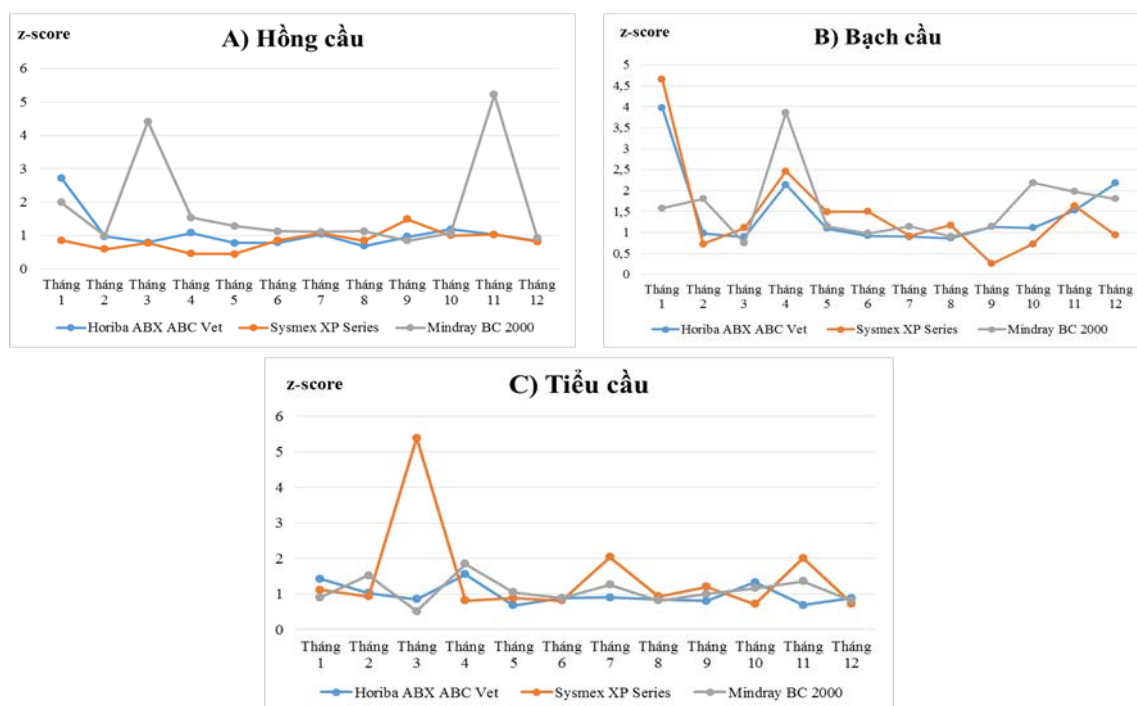 z-score
A) Hồng cầu
6
5
4
3
2
1
0
Tháng Tháng Tháng Tháng Tháng Tháng Tháng Tháng Tháng Tháng Tháng Tháng
1 2 3 4 5 6 7 8 9 10 11 12
Horiba ABX ABC Vet Sysmex XP Series Mindray BC 2000
z-score
B) Bạch cầu
5
4,5
4
3,5
3
2,5
2
1,5
1
0,5
0
Tháng Tháng Tháng Tháng Tháng Tháng Tháng Tháng Tháng Tháng Tháng Tháng
1 2 3 4 5 6 7 8 9 10 11 12
Horiba ABX ABC Vet Sysmex XP Series Mindray BC 2000
z-score
C) Tiểu cầu
6
5
4
3
2
1
0
Tháng Tháng Tháng Tháng Tháng Tháng Tháng Tháng Tháng Tháng Tháng Tháng
1 2 3 4 5 6 7 8 9 10 11 12
Horiba ABX ABC Vet Sysmex XP Series Mindray BC 2000